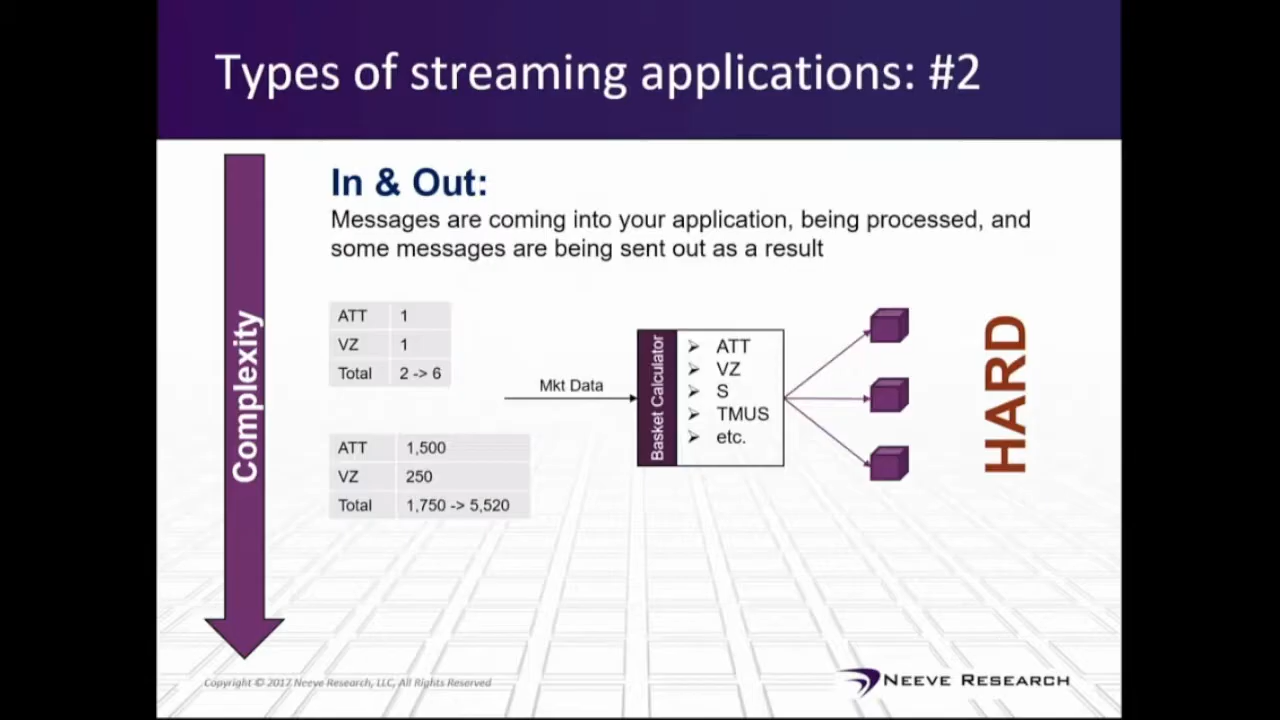 Types of streaming applications: #2
Complexity
In & Out:
Messages are coming into your application, being processed, and
some messages are being sent out as a result
ATT 1
VZ 1
Total 2 -> 6
ATT 1,500
VZ 250
Total 1,750 -> 5,520
Mkt Data
Basket Calculator
ATT
VZ
S
TMUS
etc.
HARD
Copyright © 2017 Neeve Research, LLC, All Rights Reserved
NEEVE RESEARCH